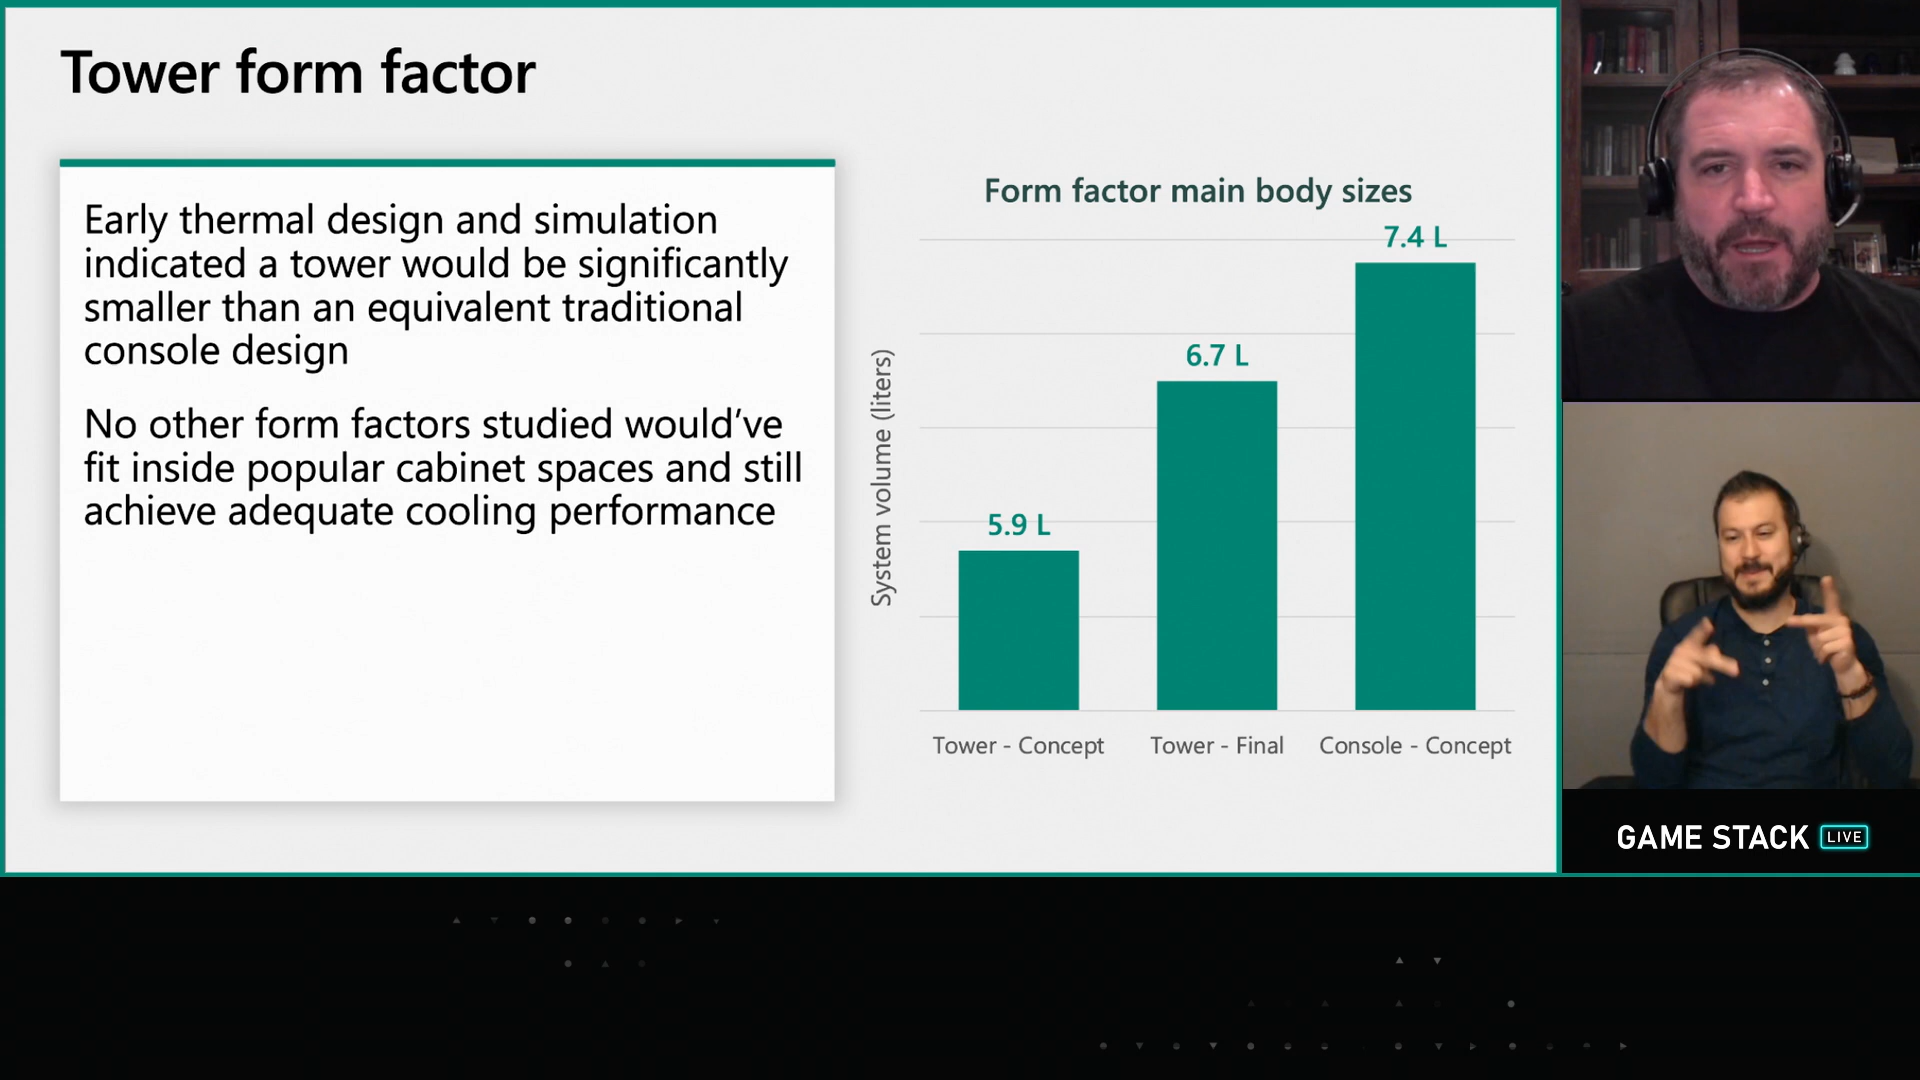 Tower form factor
Early thermal design and simulation
indicated a tower would be significantly
smaller than an equivalent traditional
console design
No other form factors studied would've
fit inside popular cabinet spaces and still
achieve adequate cooling performance
Form factor main body sizes
System volume (liters)
5.9 L
6.7 L
7.4 L
Tower - Concept
Tower - Final
Console - Concept
GAME STACK LIVE